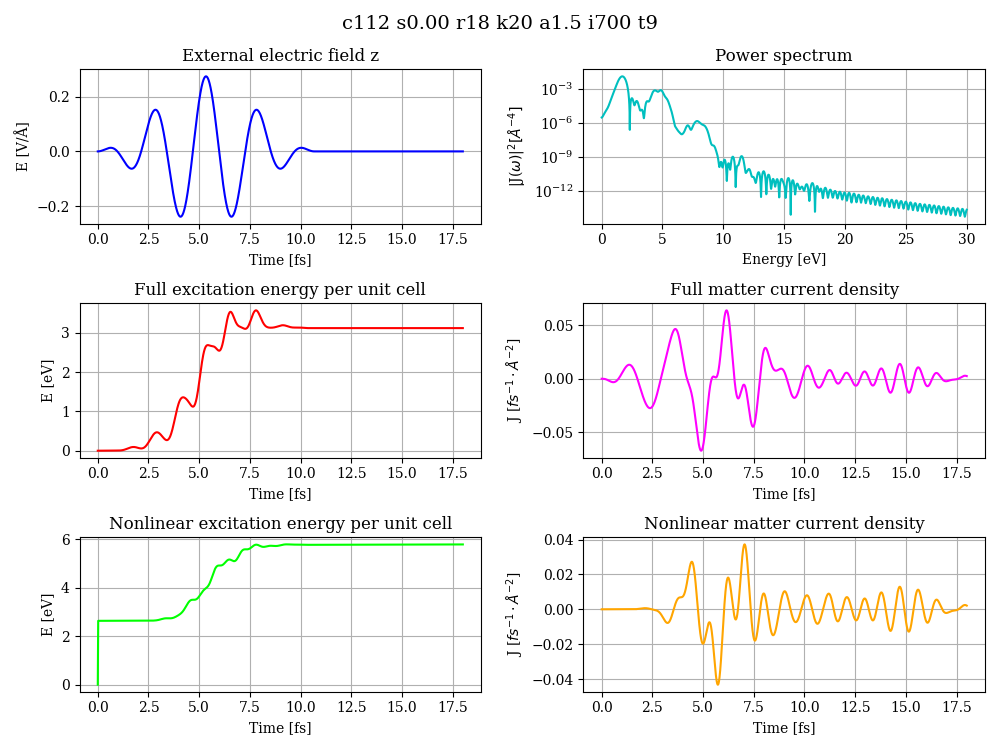 c112 s0.00 r18 k20 a1.5 i700 t9
External electric field z
E [V/Å]
0.2
0.0
−0.2
0.0 2.5 5.0 7.5 10.0 12.5 15.0 17.5
Time [fs]
Power spectrum
|J(ω)|² [Å⁻⁴]
10⁻³
10⁻⁶
10⁻⁹
10⁻¹²
0 5 10 15 20 25 30
Energy [eV]
Full excitation energy per unit cell
E [eV]
3
2
1
0
0.0 2.5 5.0 7.5 10.0 12.5 15.0 17.5
Time [fs]
Full matter current density
J [fs⁻¹ · Å⁻²]
0.05
0.00
−0.05
0.0 2.5 5.0 7.5 10.0 12.5 15.0 17.5
Time [fs]
Nonlinear excitation energy per unit cell
E [eV]
6
4
2
0
0.0 2.5 5.0 7.5 10.0 12.5 15.0 17.5
Time [fs]
Nonlinear matter current density
J [fs⁻¹ · Å⁻²]
0.04
0.02
0.00
−0.02
−0.04
0.0 2.5 5.0 7.5 10.0 12.5 15.0 17.5
Time [fs]